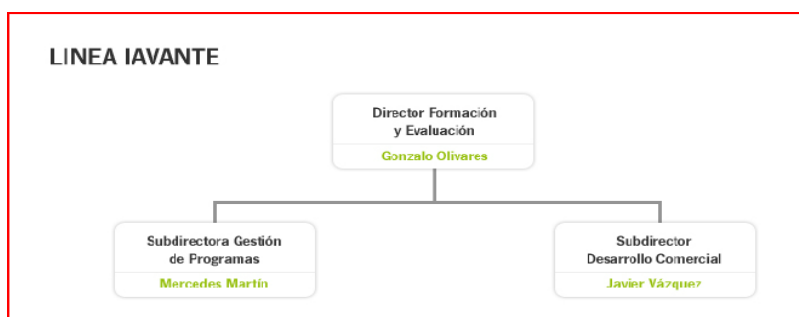 LINEA IAVANTE
Director Formación
y Evaluación
Gonzalo Olivares
Subdirectora Gestión
de Programas
Mercedes Martín
Subdirector
Desarrollo Comercial
Javier Vázquez